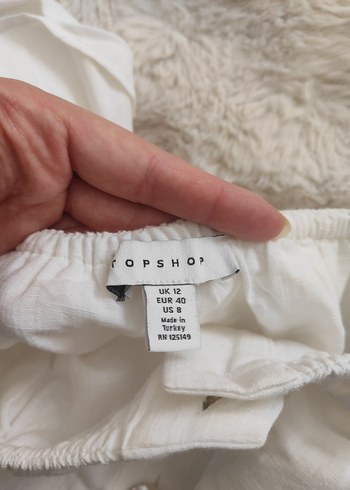 TOPSHOP
UK 12
EUR 40
US 8
Made in
Turkey
RN 125149